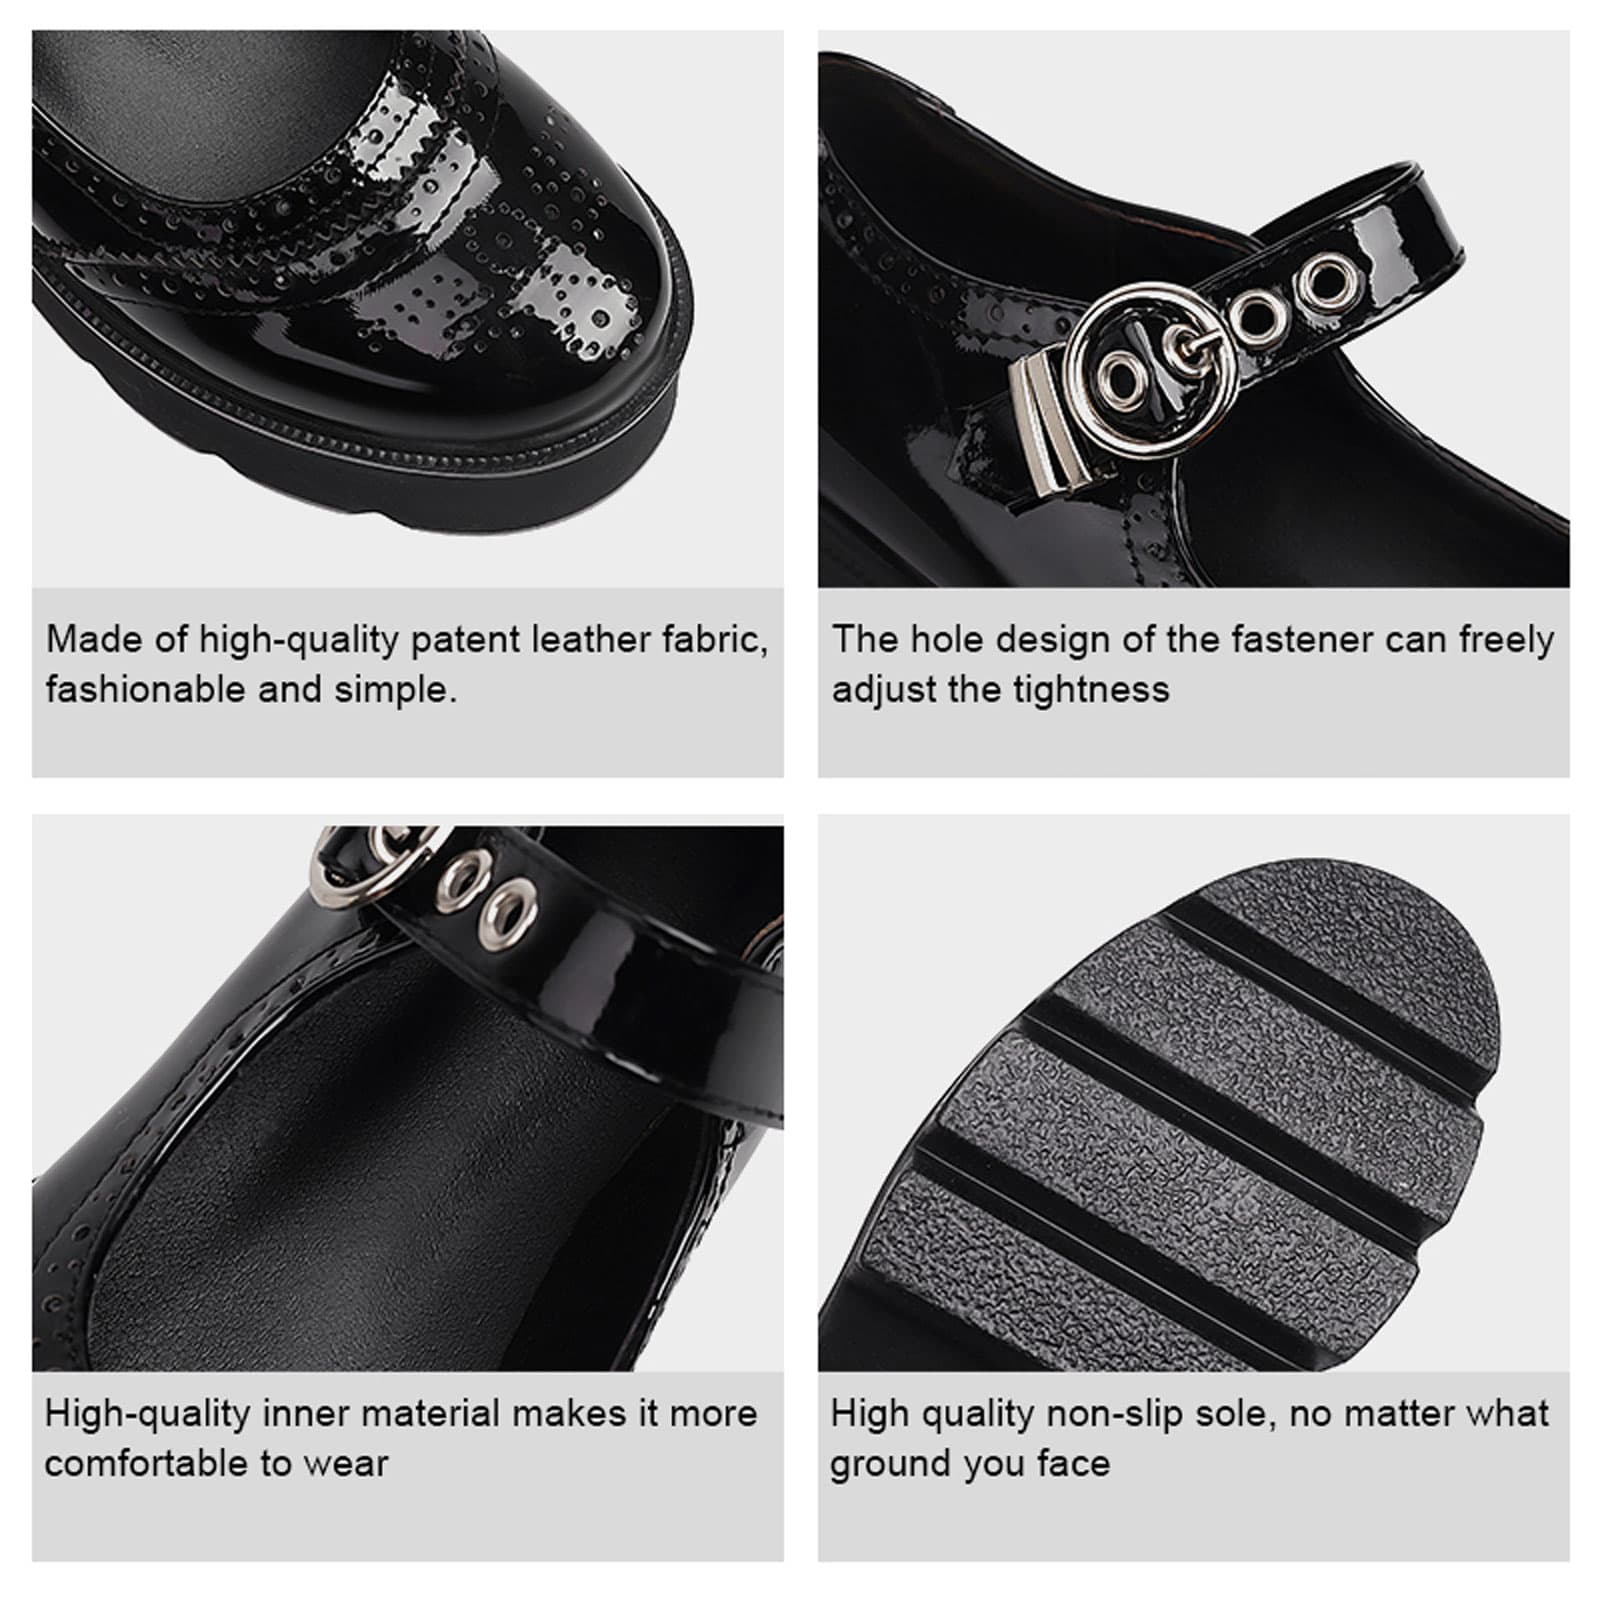 Made of high-quality patent leather fabric,
fashionable and simple.
The hole design of the fastener can freely
adjust the tightness
High-quality inner material makes it more
comfortable to wear
High quality non-slip sole, no matter what
ground you face